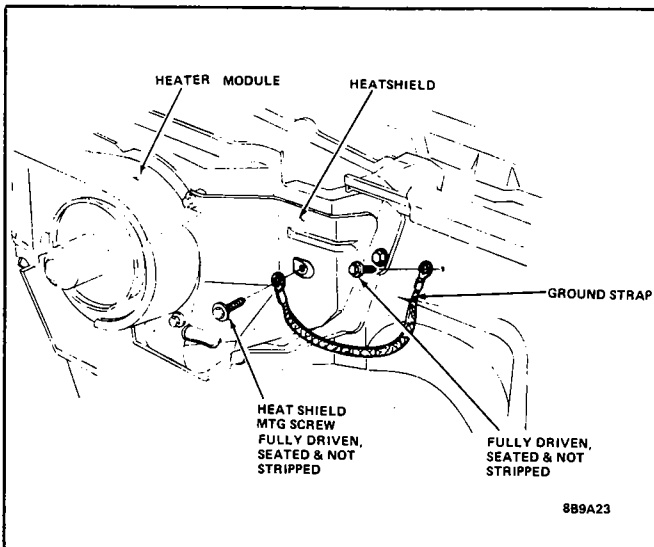 HEATER MODULE
HEATSHIELD
GROUND STRAP
HEAT SHIELD
MTG SCREW
FULLY DRIVEN,
SEATED & NOT
STRIPPED
FULLY DRIVEN,
SEATED & NOT
STRIPPED
8B9A23